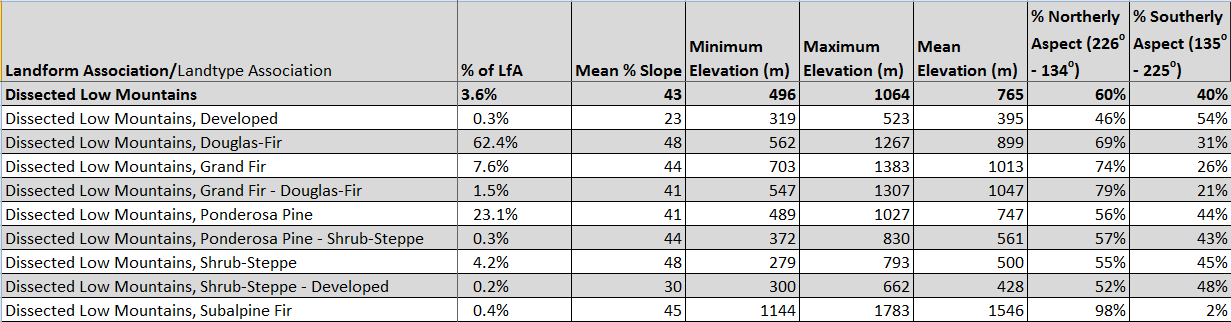 Landform Association/Landtype Association % of LfA Mean % Slope Minimum Elevation (m) Maximum Elevation (m) Mean Elevation (m) % Northerly Aspect (226° - 134°) % Southerly Aspect (135° - 225°)
Dissected Low Mountains 3.6% 43 496 1064 765 60% 40%
Dissected Low Mountains, Developed 0.3% 23 319 523 395 46% 54%
Dissected Low Mountains, Douglas-Fir 62.4% 48 562 1267 899 69% 31%
Dissected Low Mountains, Grand Fir 7.6% 44 703 1383 1013 74% 26%
Dissected Low Mountains, Grand Fir - Douglas-Fir 1.5% 41 547 1307 1047 79% 21%
Dissected Low Mountains, Ponderosa Pine 23.1% 41 489 1027 747 56% 44%
Dissected Low Mountains, Ponderosa Pine - Shrub-Steppe 0.3% 44 372 830 561 57% 43%
Dissected Low Mountains, Shrub-Steppe 4.2% 48 279 793 500 55% 45%
Dissected Low Mountains, Shrub-Steppe - Developed 0.2% 30 300 662 428 52% 48%
Dissected Low Mountains, Subalpine Fir 0.4% 45 1144 1783 1546 98% 2%